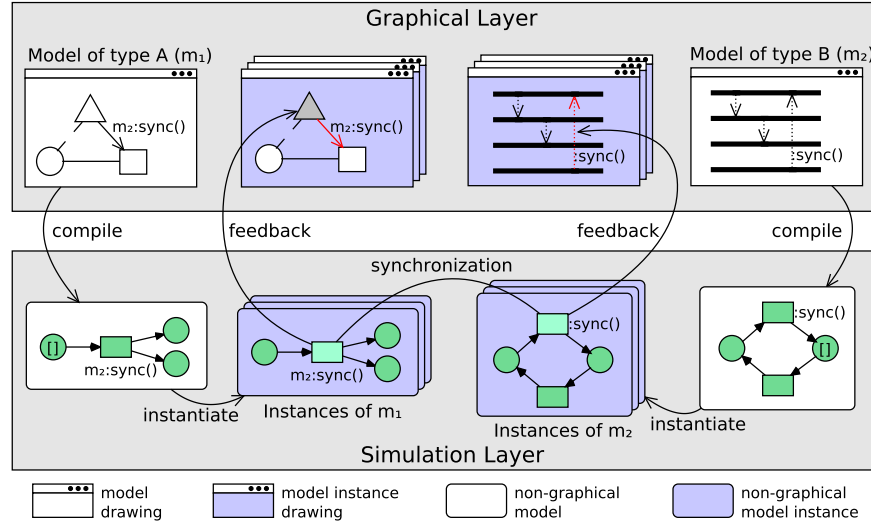 Graphical Layer
Model of type A (m₁)
Model of type B (m₂)
m₂:sync()
m₂:sync()
:sync()
:sync()
compile
feedback
feedback
compile
synchronization
[]
m₂:sync()
m₂:sync()
:sync()
:sync()
[]
instantiate
Instances of m₁
Instances of m₂
instantiate
Simulation Layer
model
drawing
model instance
drawing
non-graphical
model
non-graphical
model instance